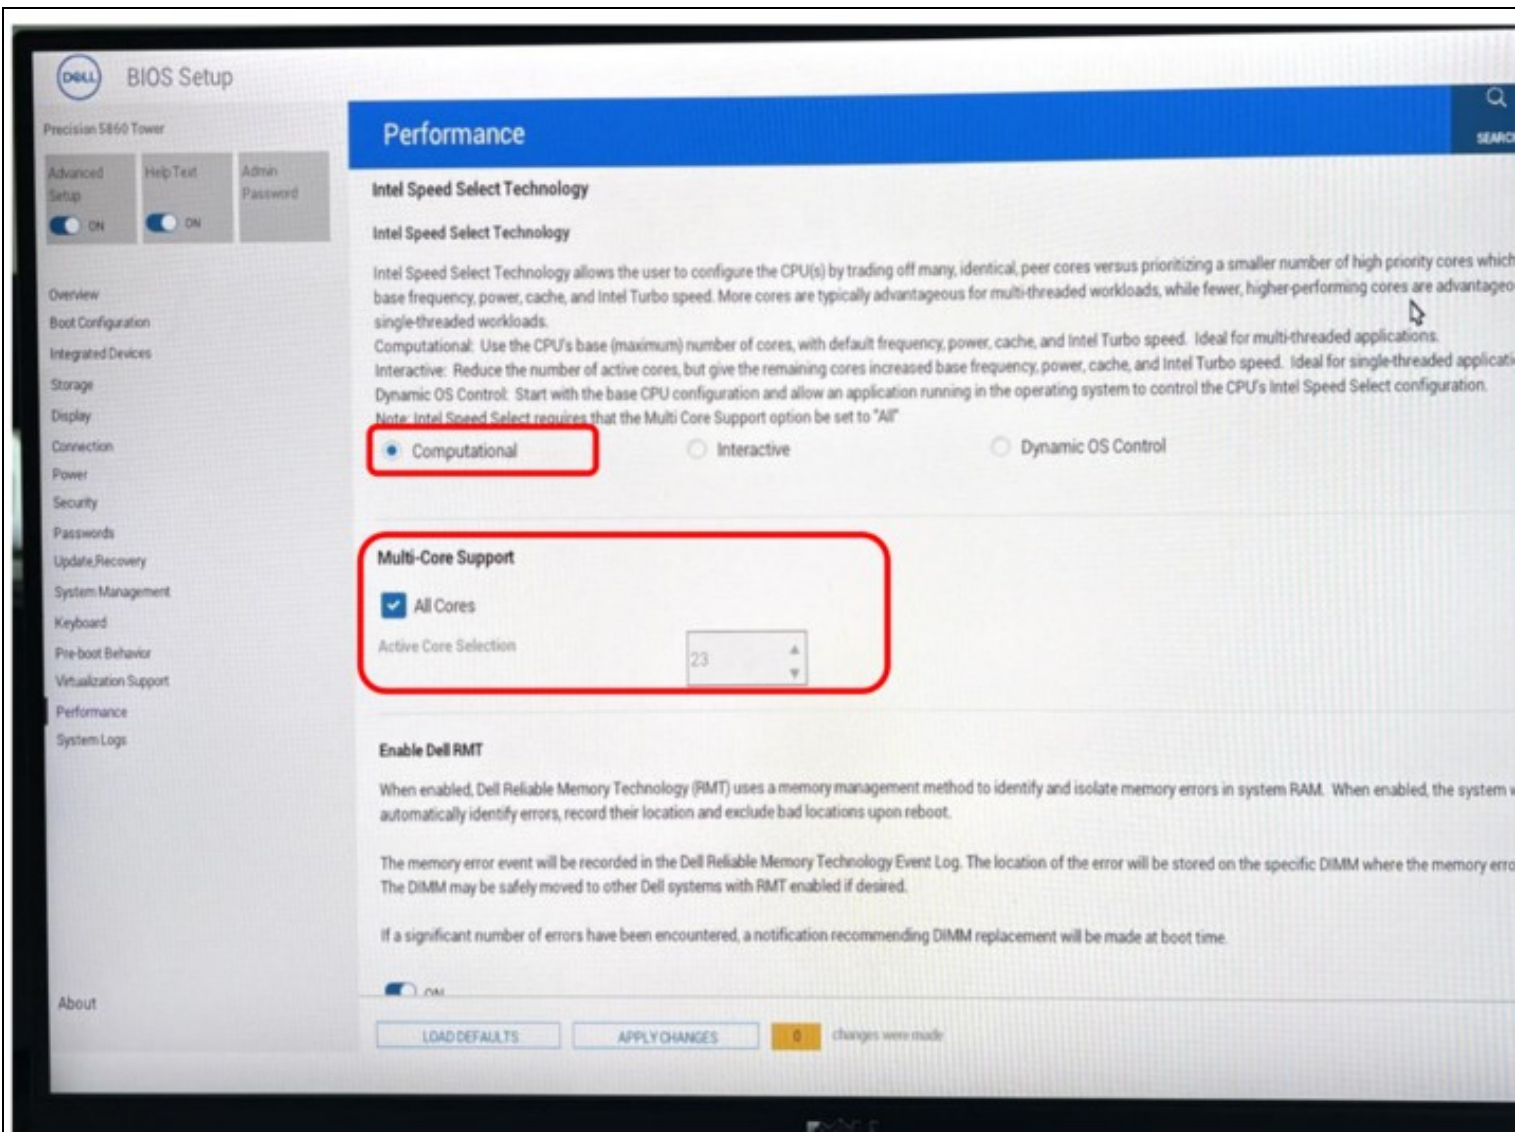 DELL
BIOS Setup
Precision 5860 Tower
Advanced Setup
ON
Help Text
ON
Admin Password
Overview
Boot Configuration
Integrated Devices
Storage
Display
Connection
Power
Security
Passwords
Update,Recovery
System Management
Keyboard
Pre-boot Behavior
Virtualization Support
Performance
System Logs
About
Performance
SEARC
Intel Speed Select Technology
Intel Speed Select Technology
Intel Speed Select Technology allows the user to configure the CPU(s) by trading off many, identical, peer cores versus prioritizing a smaller number of high priority cores which
base frequency, power, cache, and Intel Turbo speed. More cores are typically advantageous for multi-threaded workloads, while fewer, higher-performing cores are advantageo
single-threaded workloads.
Computational: Use the CPU's base (maximum) number of cores, with default frequency, power, cache, and Intel Turbo speed. Ideal for multi-threaded applications.
Interactive: Reduce the number of active cores, but give the remaining cores increased base frequency, power, cache, and Intel Turbo speed. Ideal for single-threaded applicati
Dynamic OS Control: Start with the base CPU configuration and allow an application running in the operating system to control the CPU's Intel Speed Select configuration.
Note: Intel Speed Select requires that the Multi Core Support option be set to "All"
Computational
Interactive
Dynamic OS Control
Multi-Core Support
All Cores
Active Core Selection
23
Enable Dell RMT
When enabled, Dell Reliable Memory Technology (RMT) uses a memory management method to identify and isolate memory errors in system RAM. When enabled, the system w
automatically identify errors, record their location and exclude bad locations upon reboot.
The memory error event will be recorded in the Dell Reliable Memory Technology Event Log. The location of the error will be stored on the specific DIMM where the memory erro
The DIMM may be safely moved to other Dell systems with RMT enabled if desired.
If a significant number of errors have been encountered, a notification recommending DIMM replacement will be made at boot time.
ON
LOAD DEFAULTS
APPLY CHANGES
0
changes were made